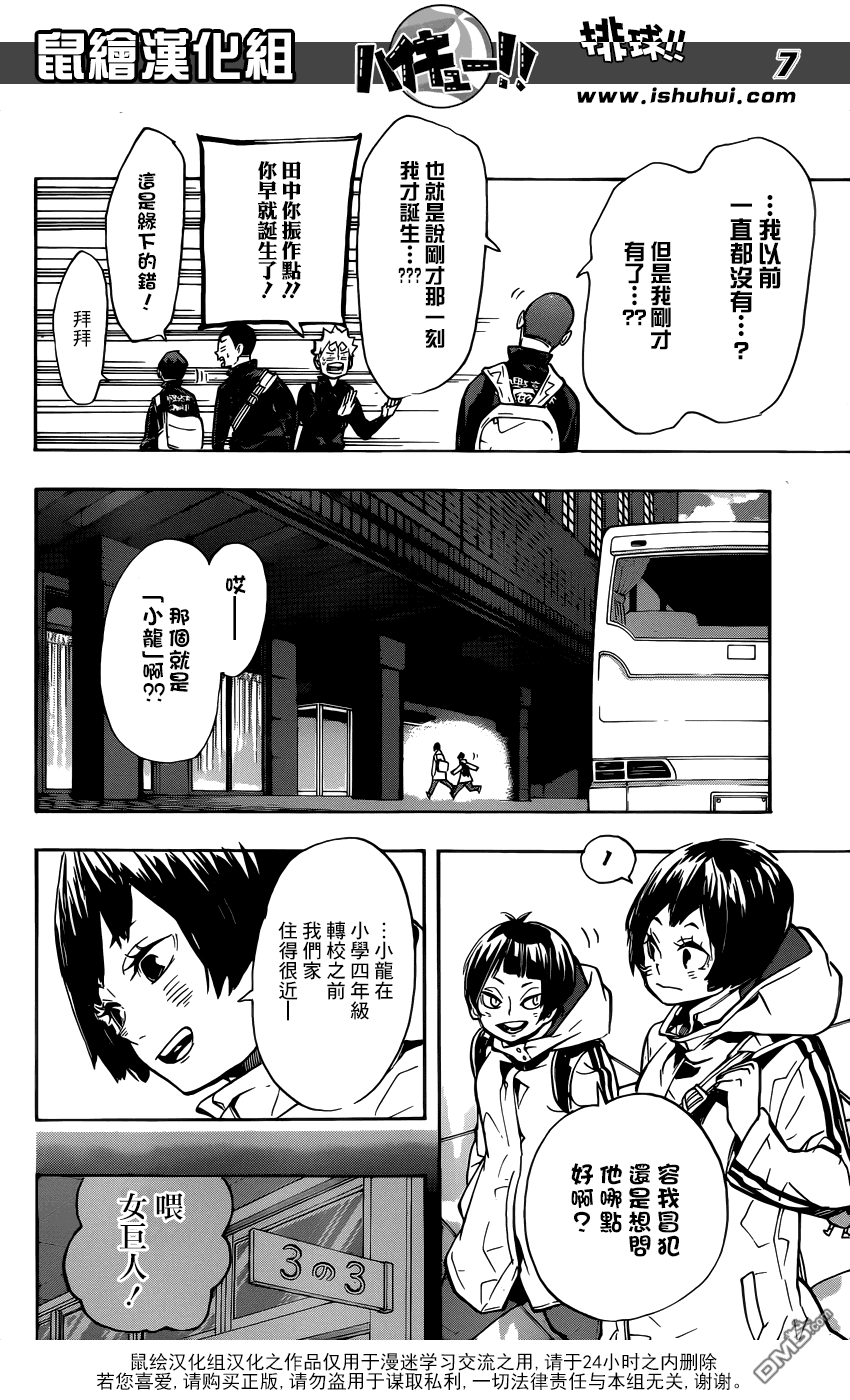 鼠繪漢化組
ハイキュー!!
排球!!
7
www.ishuhui.com
…我以前
一直都沒有…?
但是我剛才
有了…??
也就是說剛才那一刻
我才誕生…
???
田中你振作點!!
你早就誕生了!
這是緣下的錯!
拜
拜
哎——
那個就是
「小龍」啊??
1
容我冒犯
還是想問
他哪點
好啊?
…小龍在
小學四年級
轉校之前
我們家
住得很近—
3の3
喂
女巨人!
鼠绘汉化组汉化之作品仅用于漫迷学习交流之用, 请于24小时之内删除
若您喜爱, 请购买正版, 请勿盗用于谋取私利, 一切法律责任与本组无关, 谢谢。